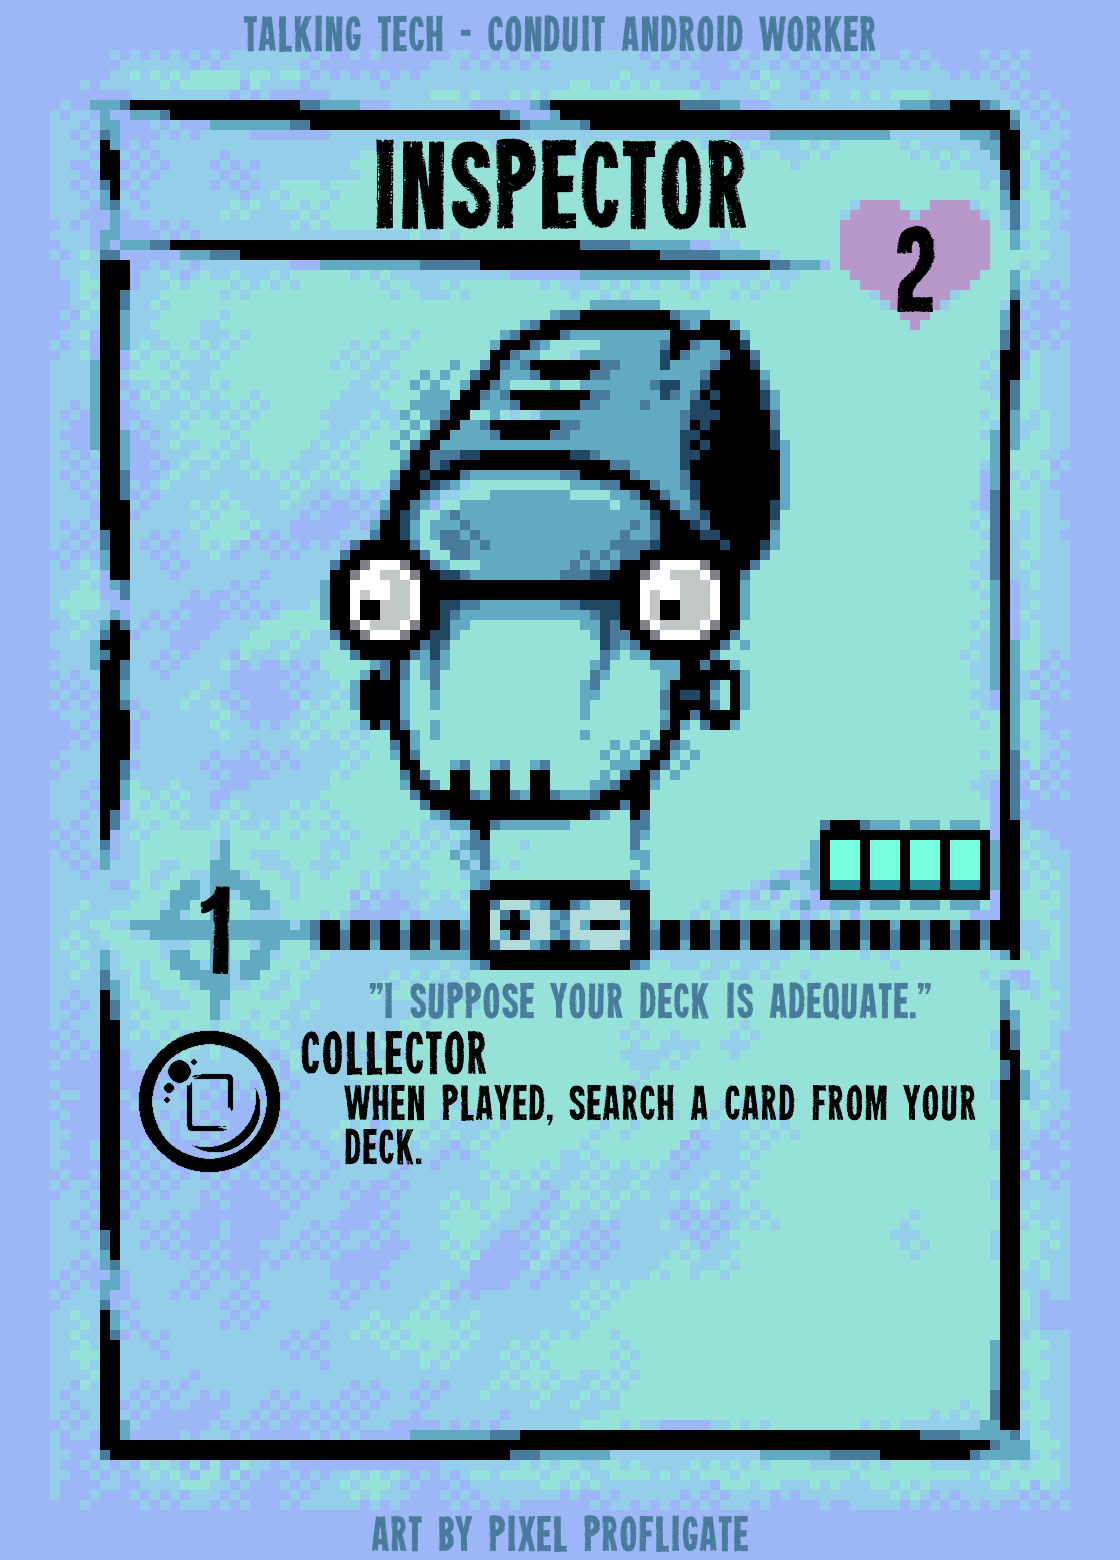 TALKING TECH - CONDUIT ANDROID WORKER
INSPECTOR
2
1
"I SUPPOSE YOUR DECK IS ADEQUATE."
COLLECTOR
WHEN PLAYED, SEARCH A CARD FROM YOUR
DECK.
ART BY PIXEL PROFLIGATE